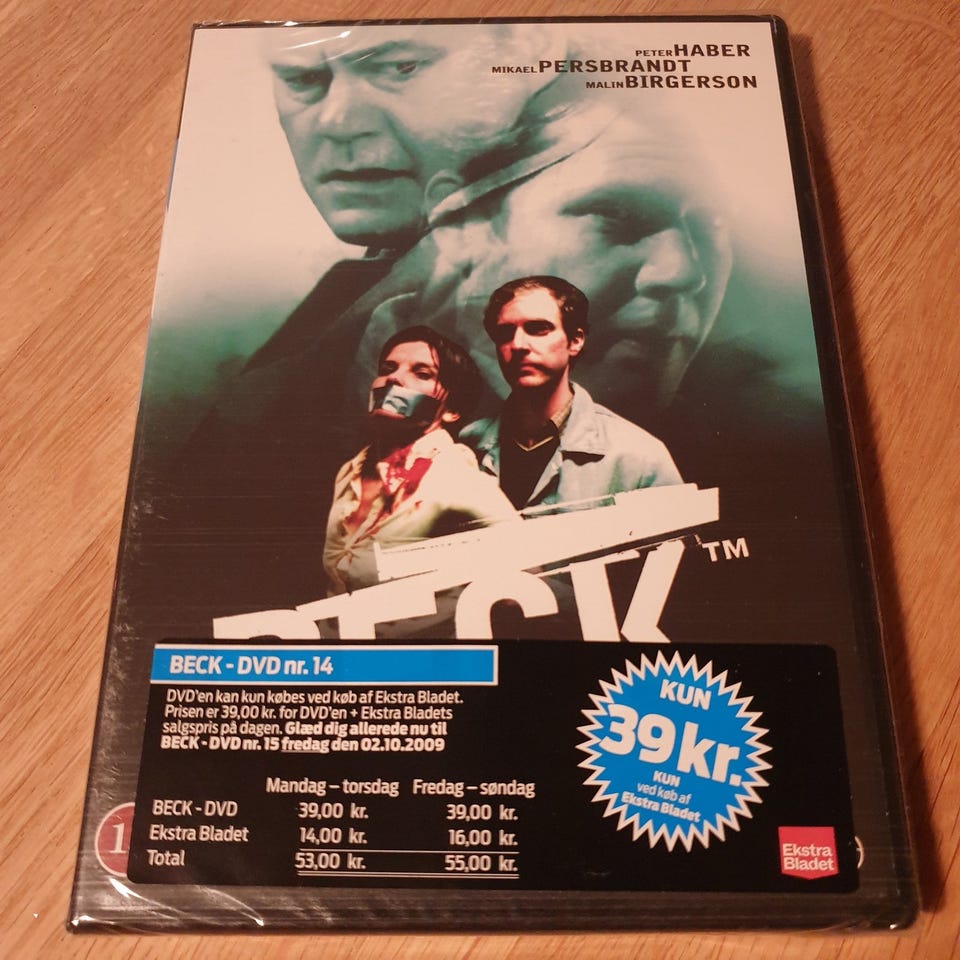 PETER HABER
MIKAEL PERSBRANDT
MALIN BIRGERSON
BECK™
BECK - DVD nr. 14
DVD'en kan kun købes ved køb af Ekstra Bladet.
Prisen er 39,00 kr. for DVD'en + Ekstra Bladets
salgspris på dagen. Glæd dig allerede nu til
BECK - DVD nr. 15 fredag den 02.10.2009
Mandag – torsdag Fredag – søndag
BECK - DVD 39,00 kr. 39,00 kr.
Ekstra Bladet 14,00 kr. 16,00 kr.
Total 53,00 kr. 55,00 kr.
KUN
39 kr.
KUN
ved køb af
Ekstra Bladet
Ekstra
Bladet